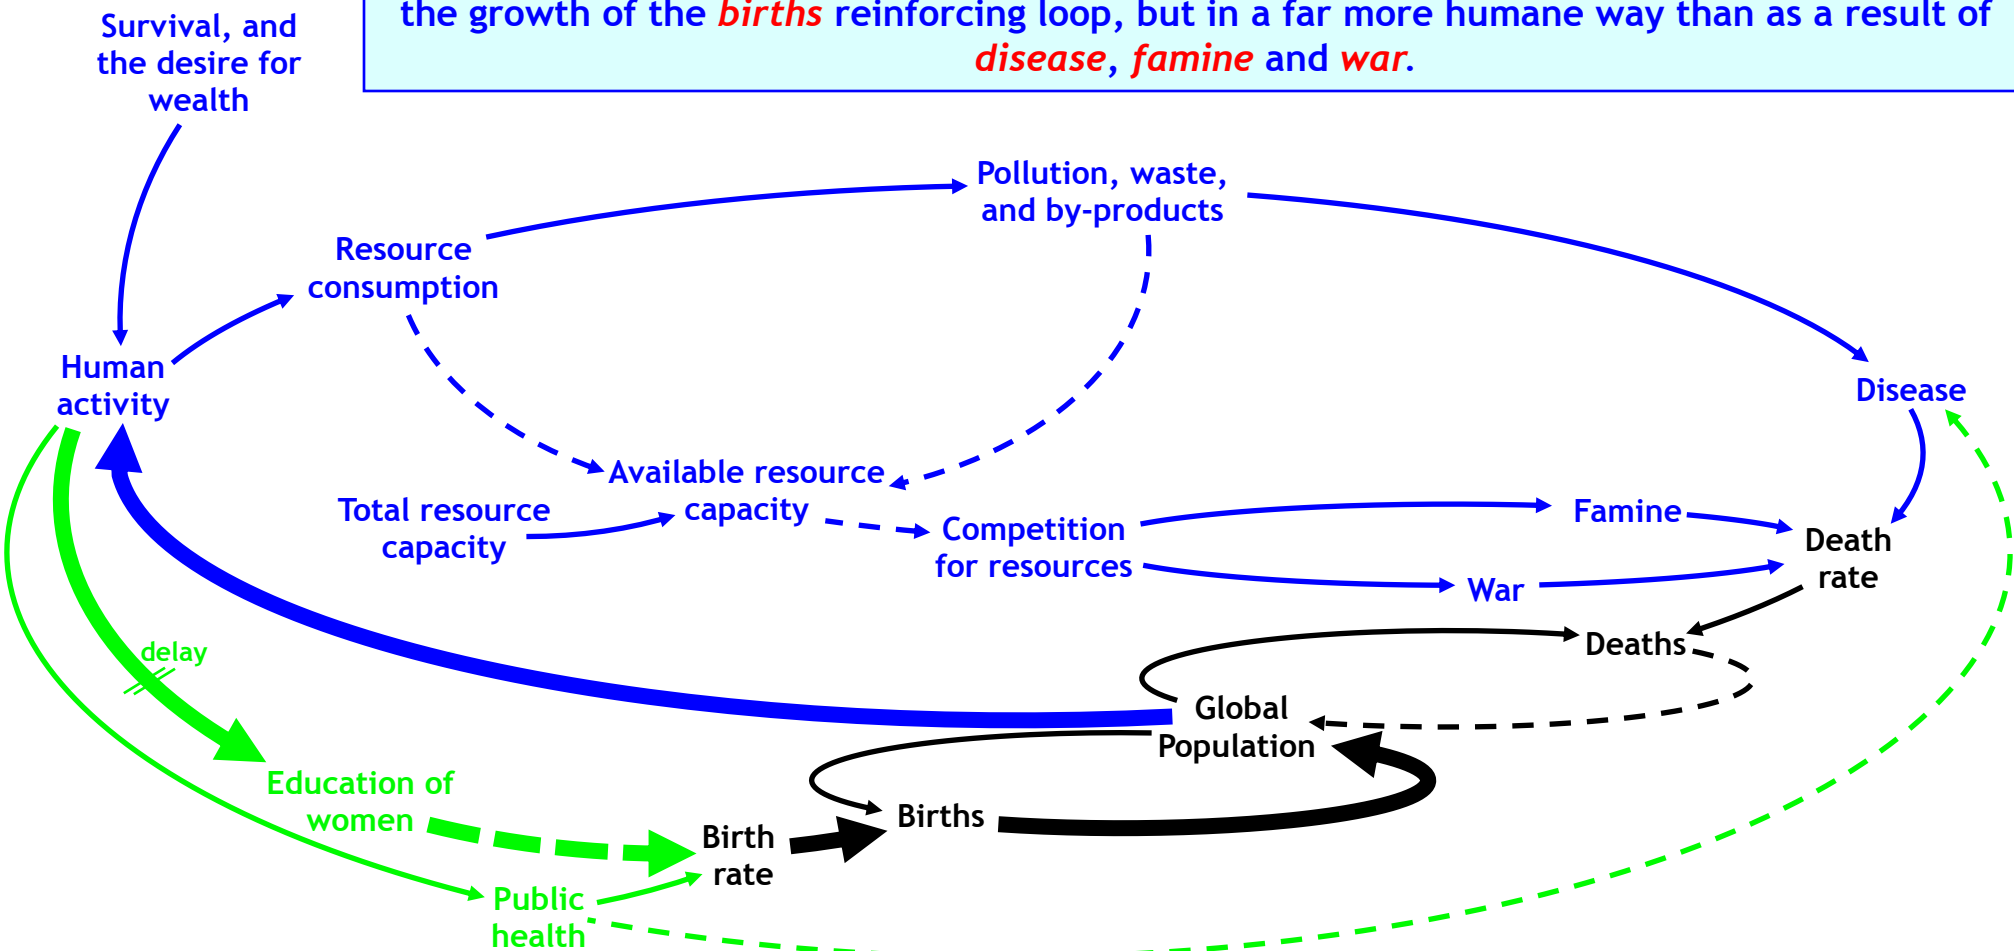 the growth of the births reinforcing loop, but in a far more humane way than as a result of
disease, famine and war.
Survival, and
the desire for
wealth
Pollution, waste,
and by-products
Resource
consumption
Human
activity
Disease
Available resource
capacity
Total resource
capacity
Competition
for resources
Famine
War
Death
rate
Deaths
delay
Global
Population
Education of
women
Births
Birth
rate
Public
health